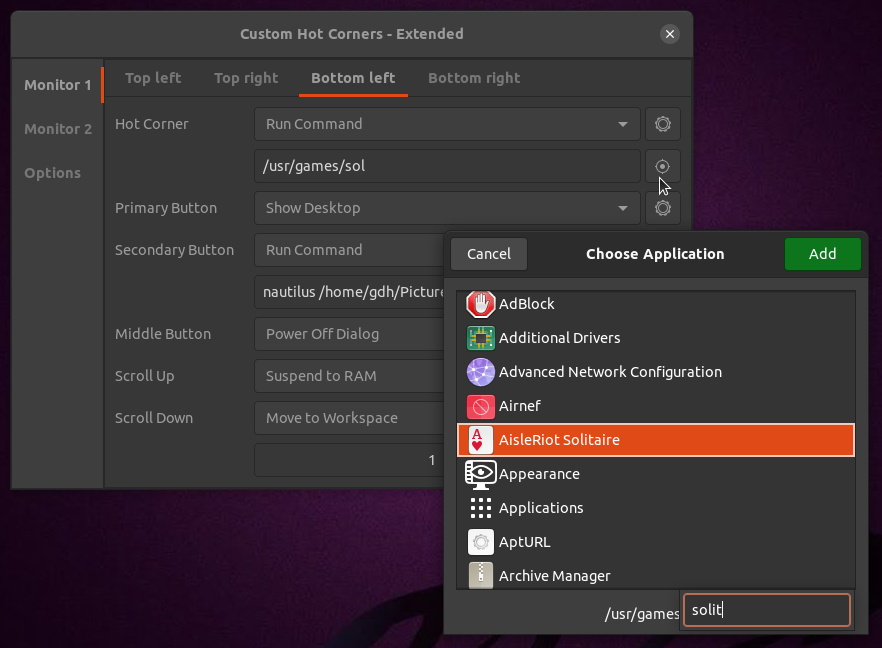 Custom Hot Corners - Extended
Monitor 1
Monitor 2
Options
Top left Top right Bottom left Bottom right
Hot Corner Run Command
/usr/games/sol
Primary Button Show Desktop
Secondary Button Run Command
nautilus /home/gdh/Picture
Middle Button Power Off Dialog
Scroll Up Suspend to RAM
Scroll Down Move to Workspace
1
Cancel Choose Application Add
AdBlock
Additional Drivers
Advanced Network Configuration
Airnef
A
AisleRiot Solitaire
Appearance
Applications
AptURL
Archive Manager
/usr/games solit